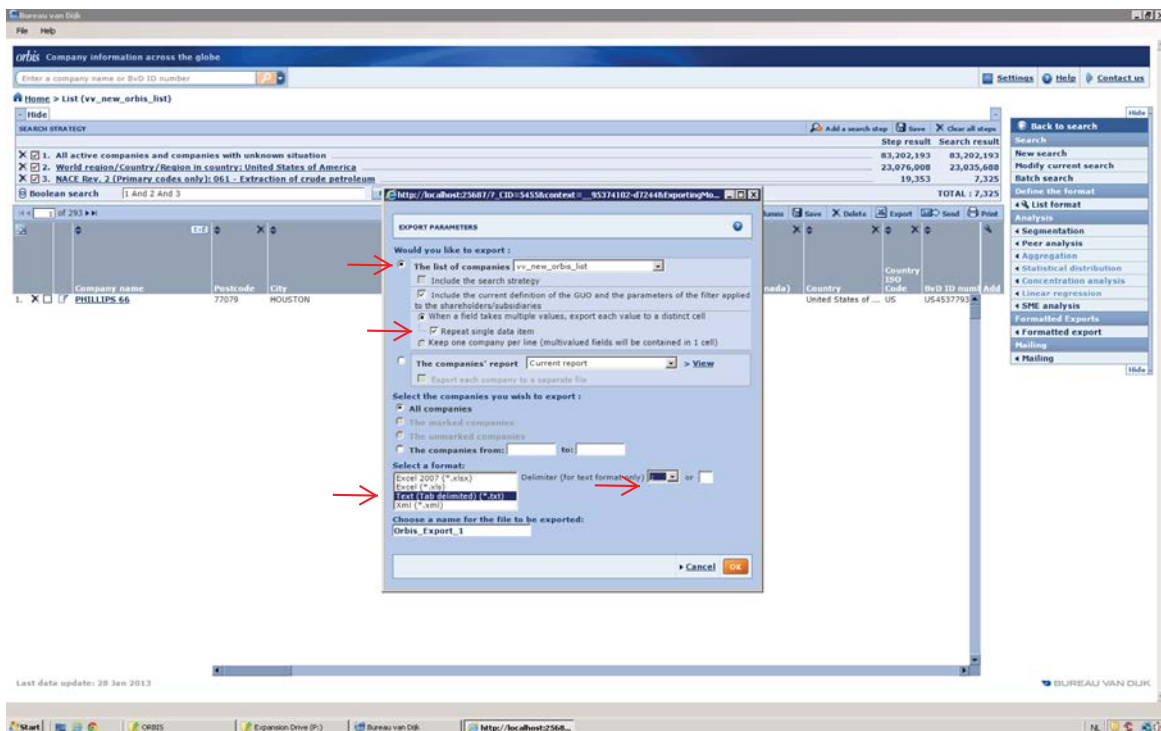 Bureau van Dijk
File Help
orbis Company information across the globe
Enter a company name or BvD ID number
Settings Help Contact us
Home > List (vv_new_orbis_list)
Hide
Hide
SEARCH STRATEGY
Add a search step Save Clear all steps
Step result Search result
1. All active companies and companies with unknown situation 83,202,193 83,202,193
2. World region/Country/Region in country: United States of America 23,076,008 23,035,688
3. NACE Rev. 2 (Primary codes only): 061 - Extraction of crude petroleum 19,353 7,325
Boolean search 1 And 2 And 3
TOTAL : 7,325
of 293
Save Delete Export Send Print
Company name Postcode City
Country Country ISO Code Add
1. PHILLIPS 66 77079 HOUSTON
United States of ... US US4537793
Back to search
Search
New search
Modify current search
Batch search
Define the format
List format
Analysis
Segmentation
Peer analysis
Aggregation
Statistical distribution
Concentration analysis
Linear regression
SME analysis
Formatted Exports
Formatted export
Mailing
Mailing
Hide
EXPORT PARAMETERS
Would you like to export :
The list of companies vv_new_orbis_list
Include the search strategy
Include the current definition of the GUO and the parameters of the filter applied
to the shareholders/subsidiaries
When a field takes multiple values, export each value to a distinct cell
Repeat single data item
Keep one company per line (multivalued fields will be contained in 1 cell)
The companies' report Current report > View
Export each company to a separate file
Select the companies you wish to export :
All companies
The marked companies
The unmarked companies
The companies from: to:
Select a format:
Excel 2007 (*.xlsx)
Excel (*.xls)
Text (Tab delimited) (*.txt)
Xml (*.xml)
Delimiter (for text format only) or
Choose a name for the file to be exported:
Orbis_Export_1
Cancel OK
Last data update: 28 Jan 2013
BUREAU VAN DIJK
Start ORBIS Expansion Drive (P:) Bureau van Dijk http://localhost:2568... NL